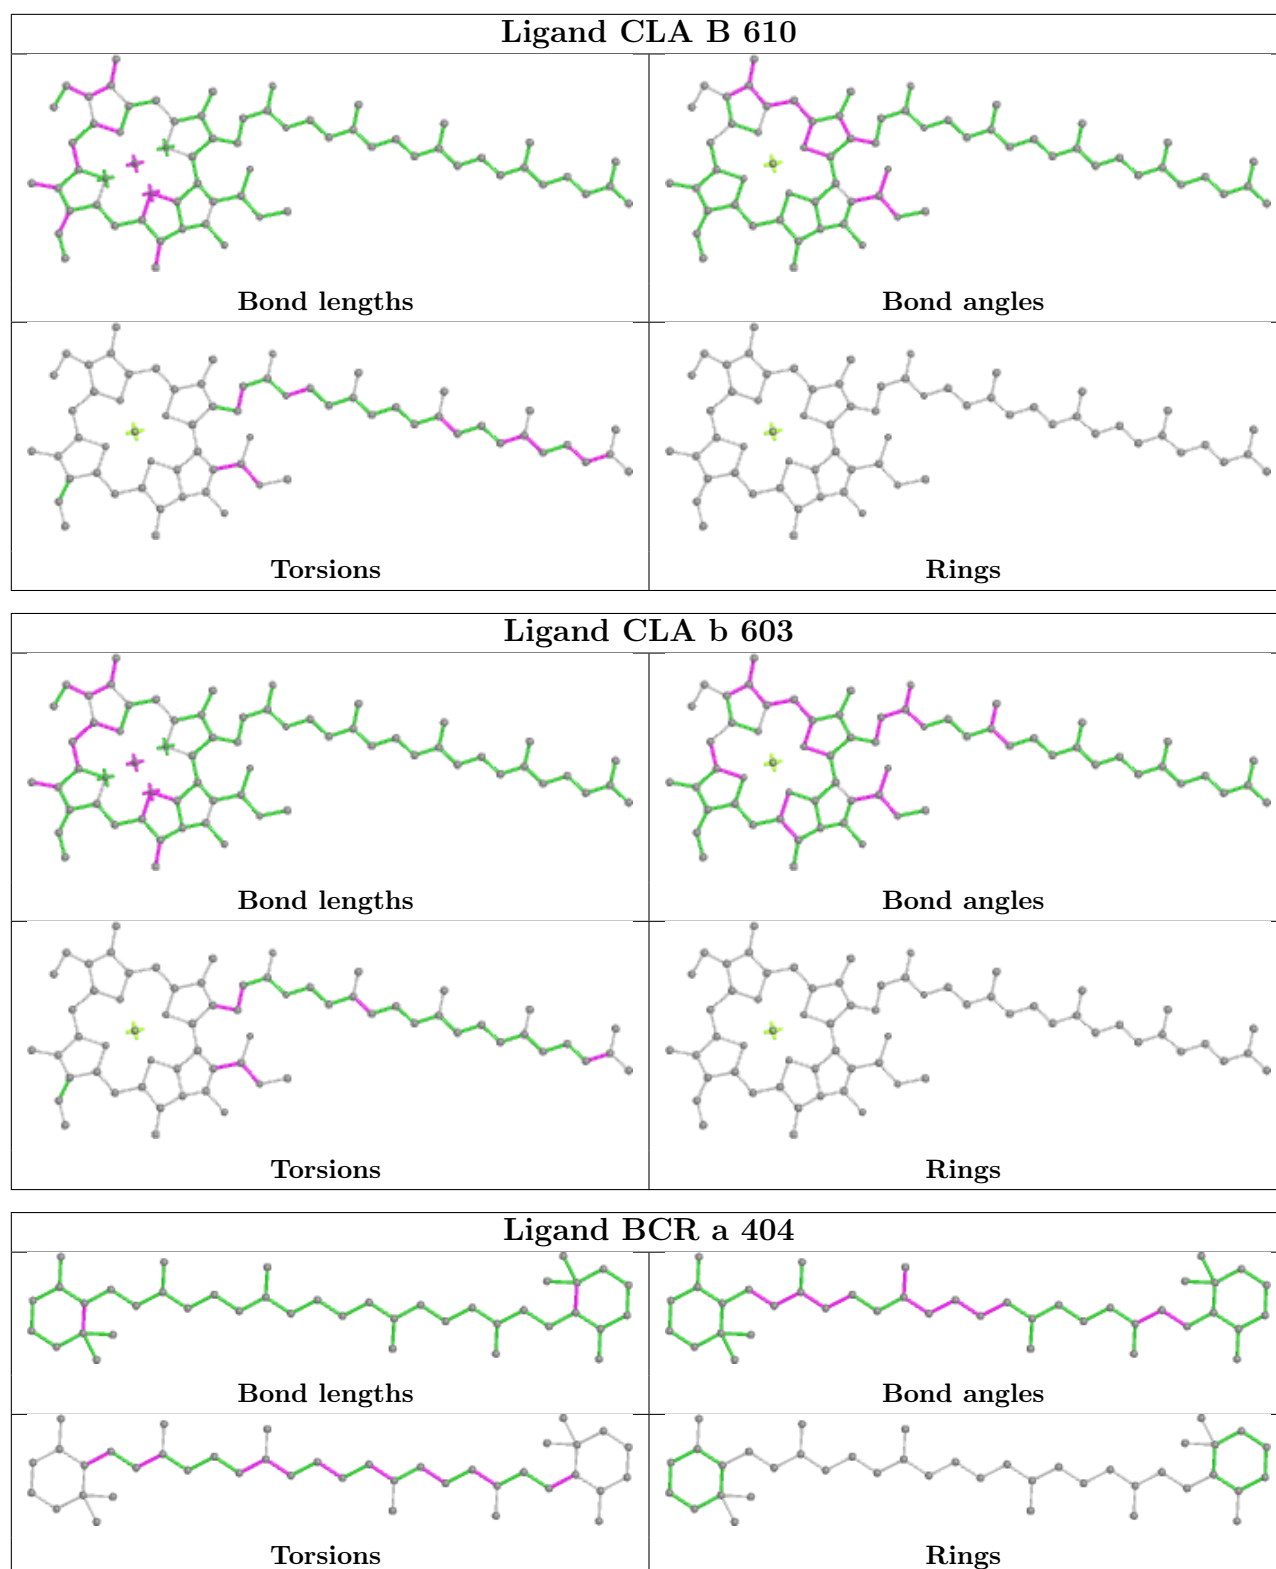 Ligand CLA B 610
Bond lengths
Bond angles
Torsions
Rings
Ligand CLA b 603
Bond lengths
Bond angles
Torsions
Rings
Ligand BCR a 404
Bond lengths
Bond angles
Torsions
Rings